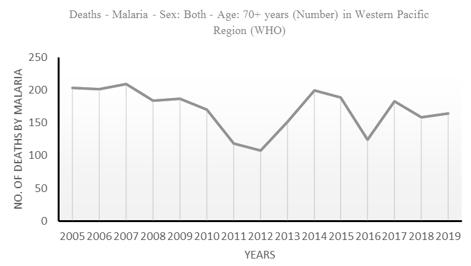 Deaths - Malaria - Sex: Both - Age: 70+ years (Number) in Western Pacific
Region (WHO)
250
200
150
100
50
0
NO. OF DEATHS BY MALARIA
2005 2006 2007 2008 2009 2010 2011 2012 2013 2014 2015 2016 2017 2018 2019
YEARS